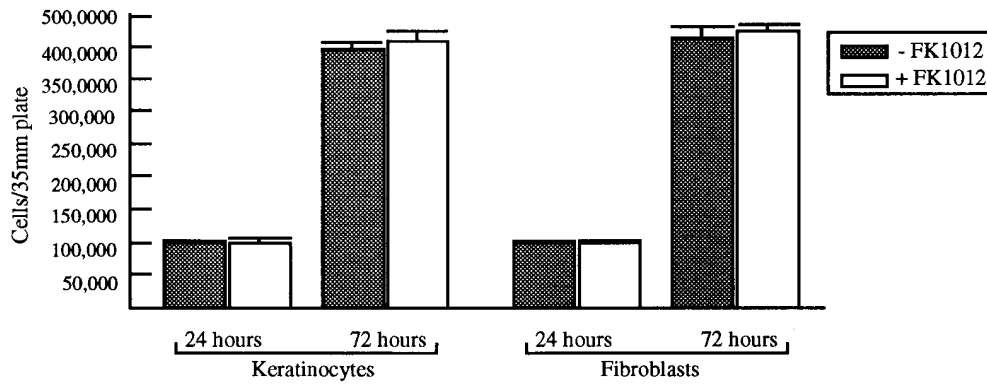 500,0000
400,0000
350,0000
300,000
250,000
200,000
150,000
100,000
50,000
Cells/35mm plate
- FK1012
+ FK1012
24 hours 72 hours 24 hours 72 hours
Keratinocytes Fibroblasts